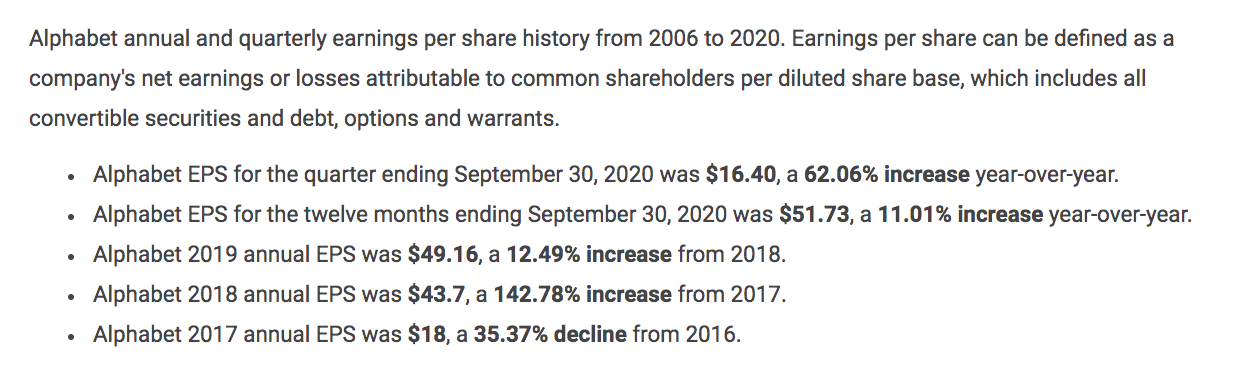 Alphabet annual and quarterly earnings per share history from 2006 to 2020. Earnings per share can be defined as a
company's net earnings or losses attributable to common shareholders per diluted share base, which includes all
convertible securities and debt, options and warrants.
• Alphabet EPS for the quarter ending September 30, 2020 was $16.40, a 62.06% increase year-over-year.
• Alphabet EPS for the twelve months ending September 30, 2020 was $51.73, a 11.01% increase year-over-year.
• Alphabet 2019 annual EPS was $49.16, a 12.49% increase from 2018.
• Alphabet 2018 annual EPS was $43.7, a 142.78% increase from 2017.
• Alphabet 2017 annual EPS was $18, a 35.37% decline from 2016.